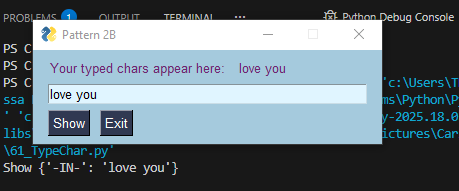 PROBLEMS 1 OUTPUT TERMINAL Python Debug Console
Pattern 2B
PS C
PS C
PS C 'c:\Users\T
Your typed chars appear here: love you
love you
ssa ms\Python\P
' 'c y-2025.18.0
Show Exit
libs ictures\Car
\61_TypeChar.py'
Show {'-IN-': 'love you'}